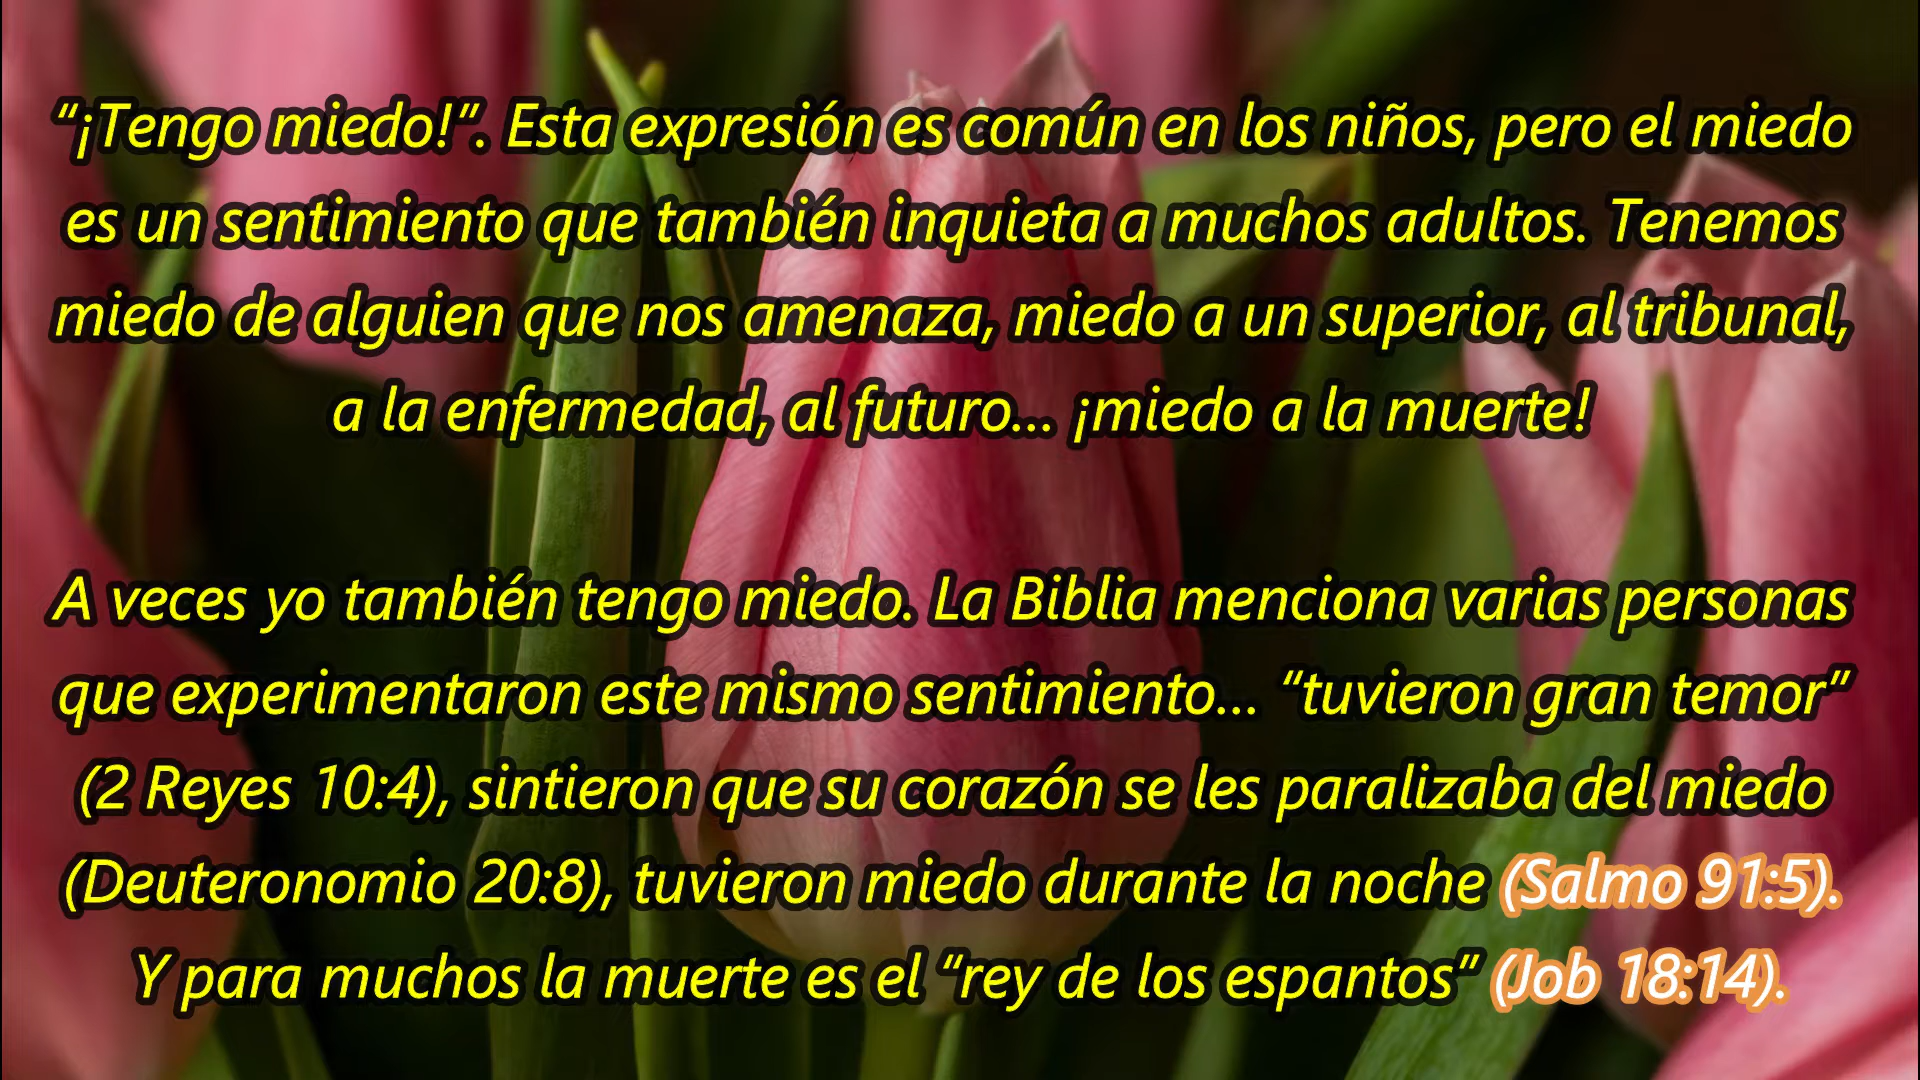 “¡Tengo miedo!”. Esta expresión es común en los niños, pero el miedo
es un sentimiento que también inquieta a muchos adultos. Tenemos
miedo de alguien que nos amenaza, miedo a un superior, al tribunal,
a la enfermedad, al futuro... ¡miedo a la muerte!
A veces yo también tengo miedo. La Biblia menciona varias personas
que experimentaron este mismo sentimiento... “tuvieron gran temor”
(2 Reyes 10:4), sintieron que su corazón se les paralizaba del miedo
(Deuteronomio 20:8), tuvieron miedo durante la noche (Salmo 91:5).
Y para muchos la muerte es el “rey de los espantos” (Job 18:14).